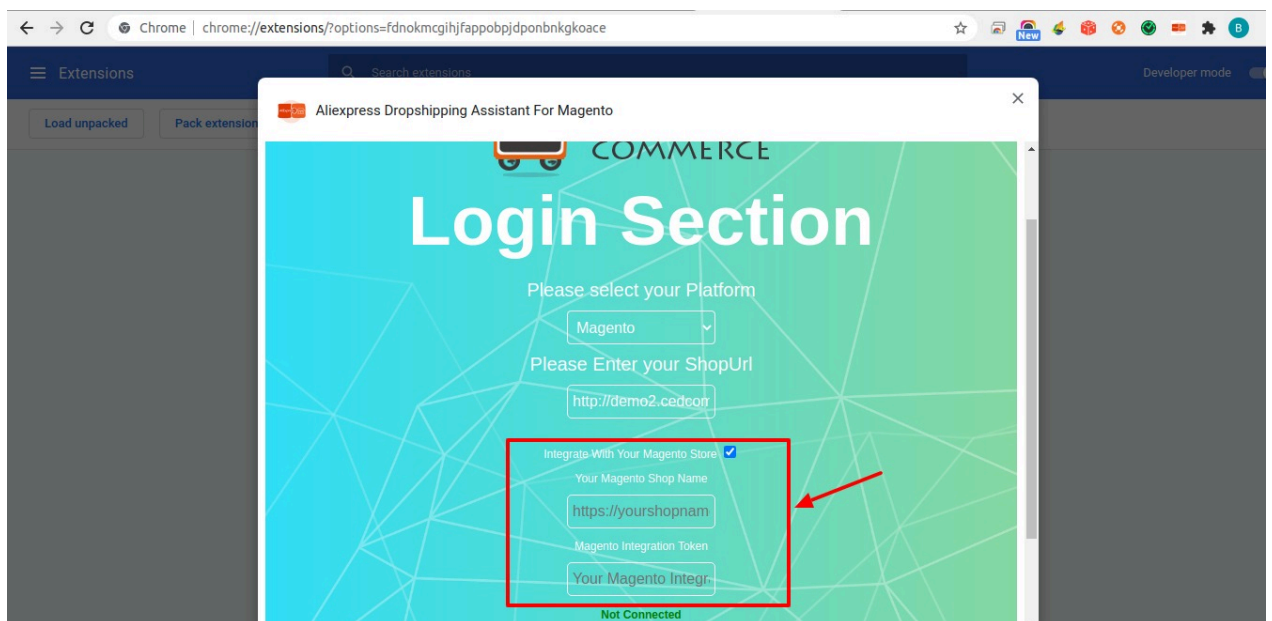 Chrome | chrome://extensions/?options=fdnokmcgihjfappobpjdponbnkgkoace
New
B
Extensions
Search extensions
Developer mode
Load unpacked
Pack extension
Aliexpress Dropshipping Assistant For Magento
COMMERCE
Login Section
Please select your Platform
Magento
Please Enter your ShopUrl
http://demo2.cedcom
Integrate With Your Magento Store
Your Magento Shop Name
https://yourshopnam
Magento Integration Token
Your Magento Integr
Not Connected